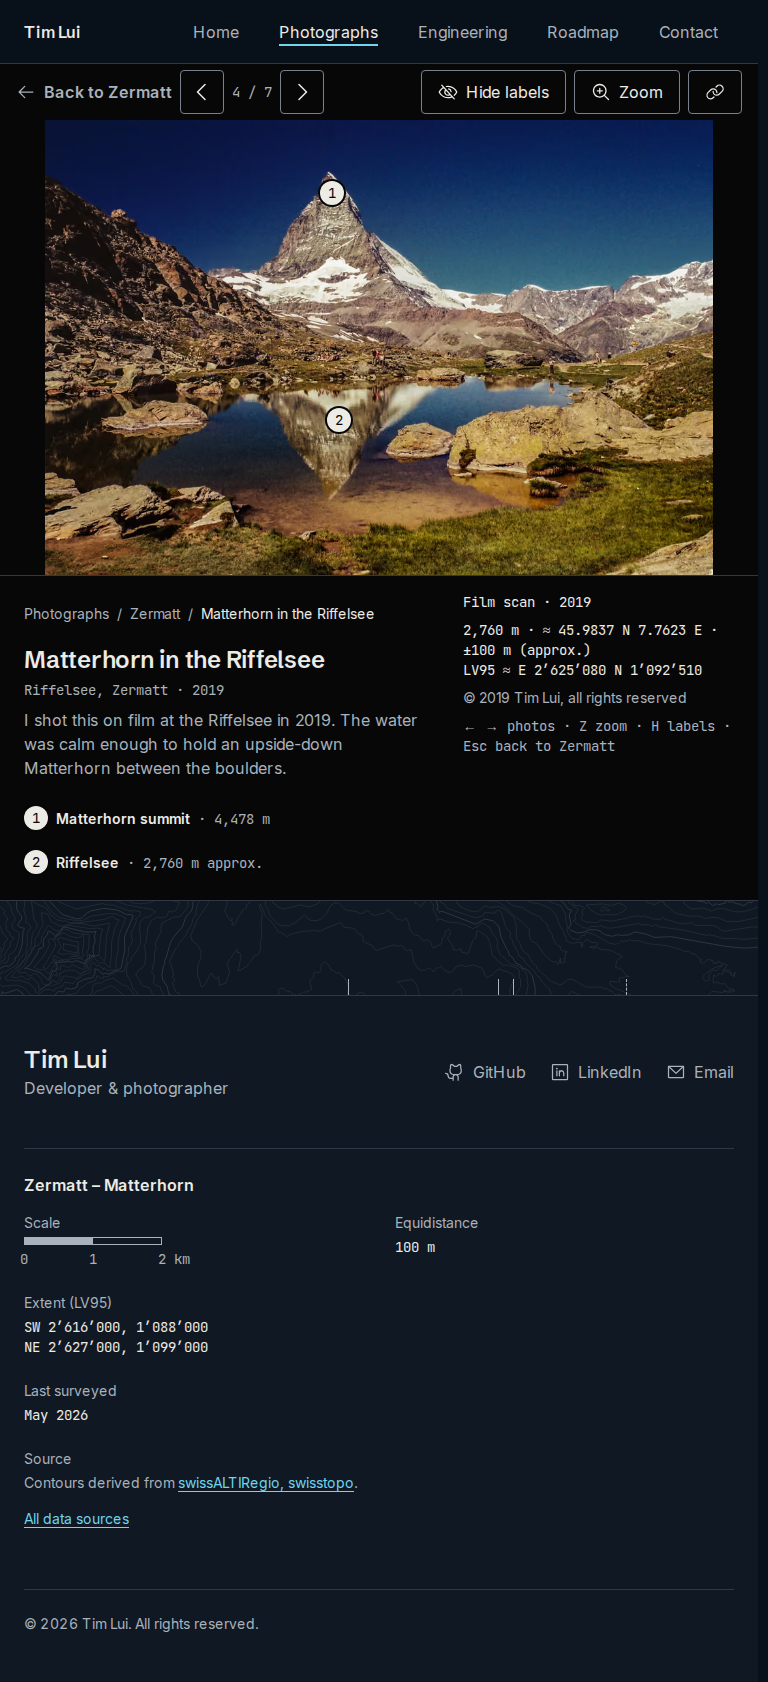 Tim Lui
Home
Photographs
Engineering
Roadmap
Contact
← Back to Zermatt
4 / 7
Hide labels
Zoom
1
2
Photographs / Zermatt / Matterhorn in the Riffelsee
Matterhorn in the Riffelsee
Riffelsee, Zermatt · 2019
I shot this on film at the Riffelsee in 2019. The water
was calm enough to hold an upside-down
Matterhorn between the boulders.
1 Matterhorn summit · 4,478 m
2 Riffelsee · 2,760 m approx.
Film scan · 2019
2,760 m · ≈ 45.9837 N 7.7623 E ·
±100 m (approx.)
LV95 ≈ E 2’625’080 N 1’092’510
© 2019 Tim Lui, all rights reserved
← → photos · Z zoom · H labels ·
Esc back to Zermatt
Tim Lui
Developer & photographer
GitHub
LinkedIn
Email
Zermatt – Matterhorn
Scale
0 1 2 km
Equidistance
100 m
Extent (LV95)
SW 2’616’000, 1’088’000
NE 2’627’000, 1’099’000
Last surveyed
May 2026
Source
Contours derived from swissALTIRegio, swisstopo.
All data sources
© 2026 Tim Lui. All rights reserved.